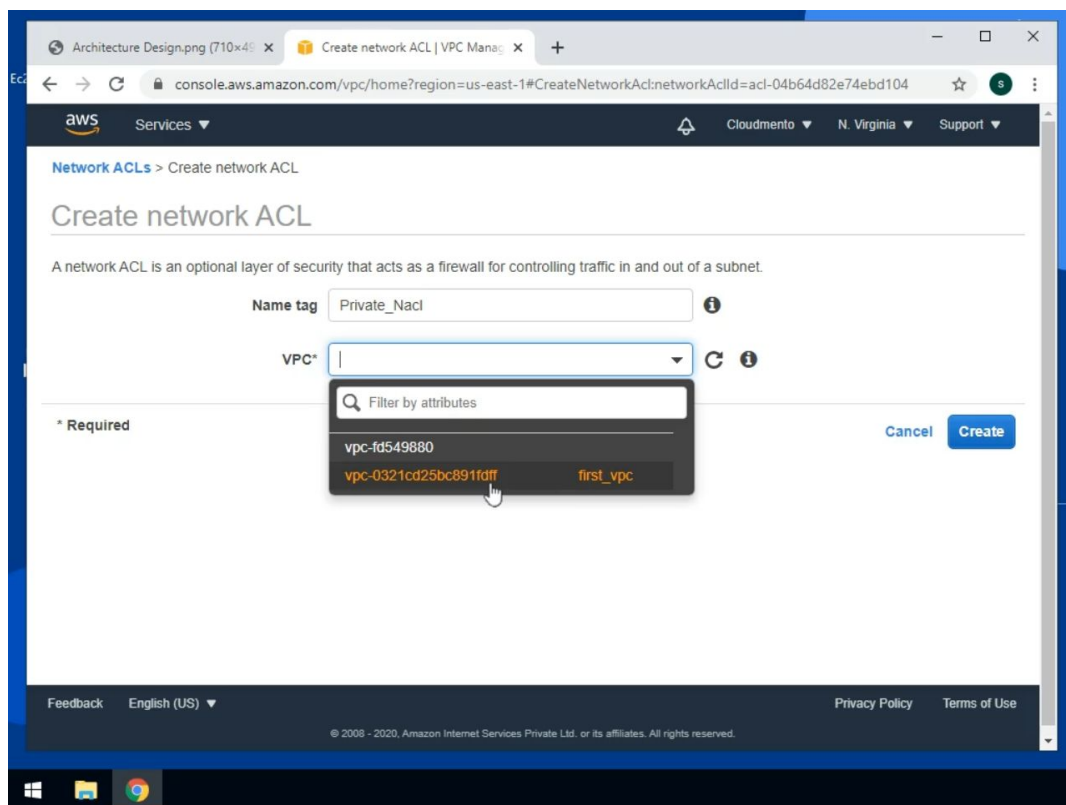 Architecture Design.png (710×49
Create network ACL | VPC Manag
Ec2
console.aws.amazon.com/vpc/home?region=us-east-1#CreateNetworkAcl:networkAclId=acl-04b64d82e74ebd104
S
aws Services ▼ Cloudmento ▼ N. Virginia ▼ Support ▼
Network ACLs > Create network ACL
Create network ACL
A network ACL is an optional layer of security that acts as a firewall for controlling traffic in and out of a subnet.
Name tag Private_Nacl
VPC*
Filter by attributes
* Required
Cancel Create
vpc-fd549880
vpc-0321cd25bc891fdff first_vpc
Feedback English (US) ▼ Privacy Policy Terms of Use
© 2008 - 2020, Amazon Internet Services Private Ltd. or its affiliates. All rights reserved.